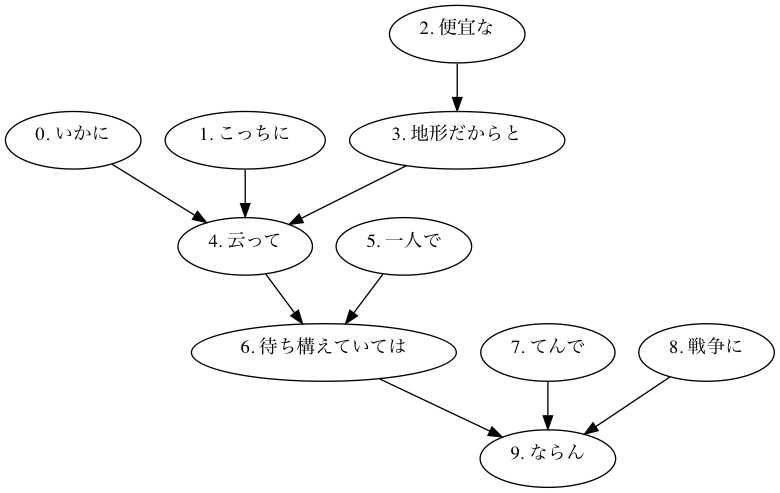 2. 便宜な
0. いかに
1. こっちに
3. 地形だからと
4. 云って
5. 一人で
6. 待ち構えていては
7. てんで
8. 戦争に
9. ならん